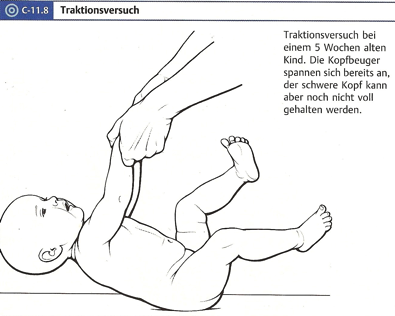 C-11.8 Traktionsversuch
Traktionsversuch bei
einem 5 Wochen alten
Kind. Die Kopfbeuger
spannen sich bereits an,
der schwere Kopf kann
aber noch nicht voll
gehalten werden.